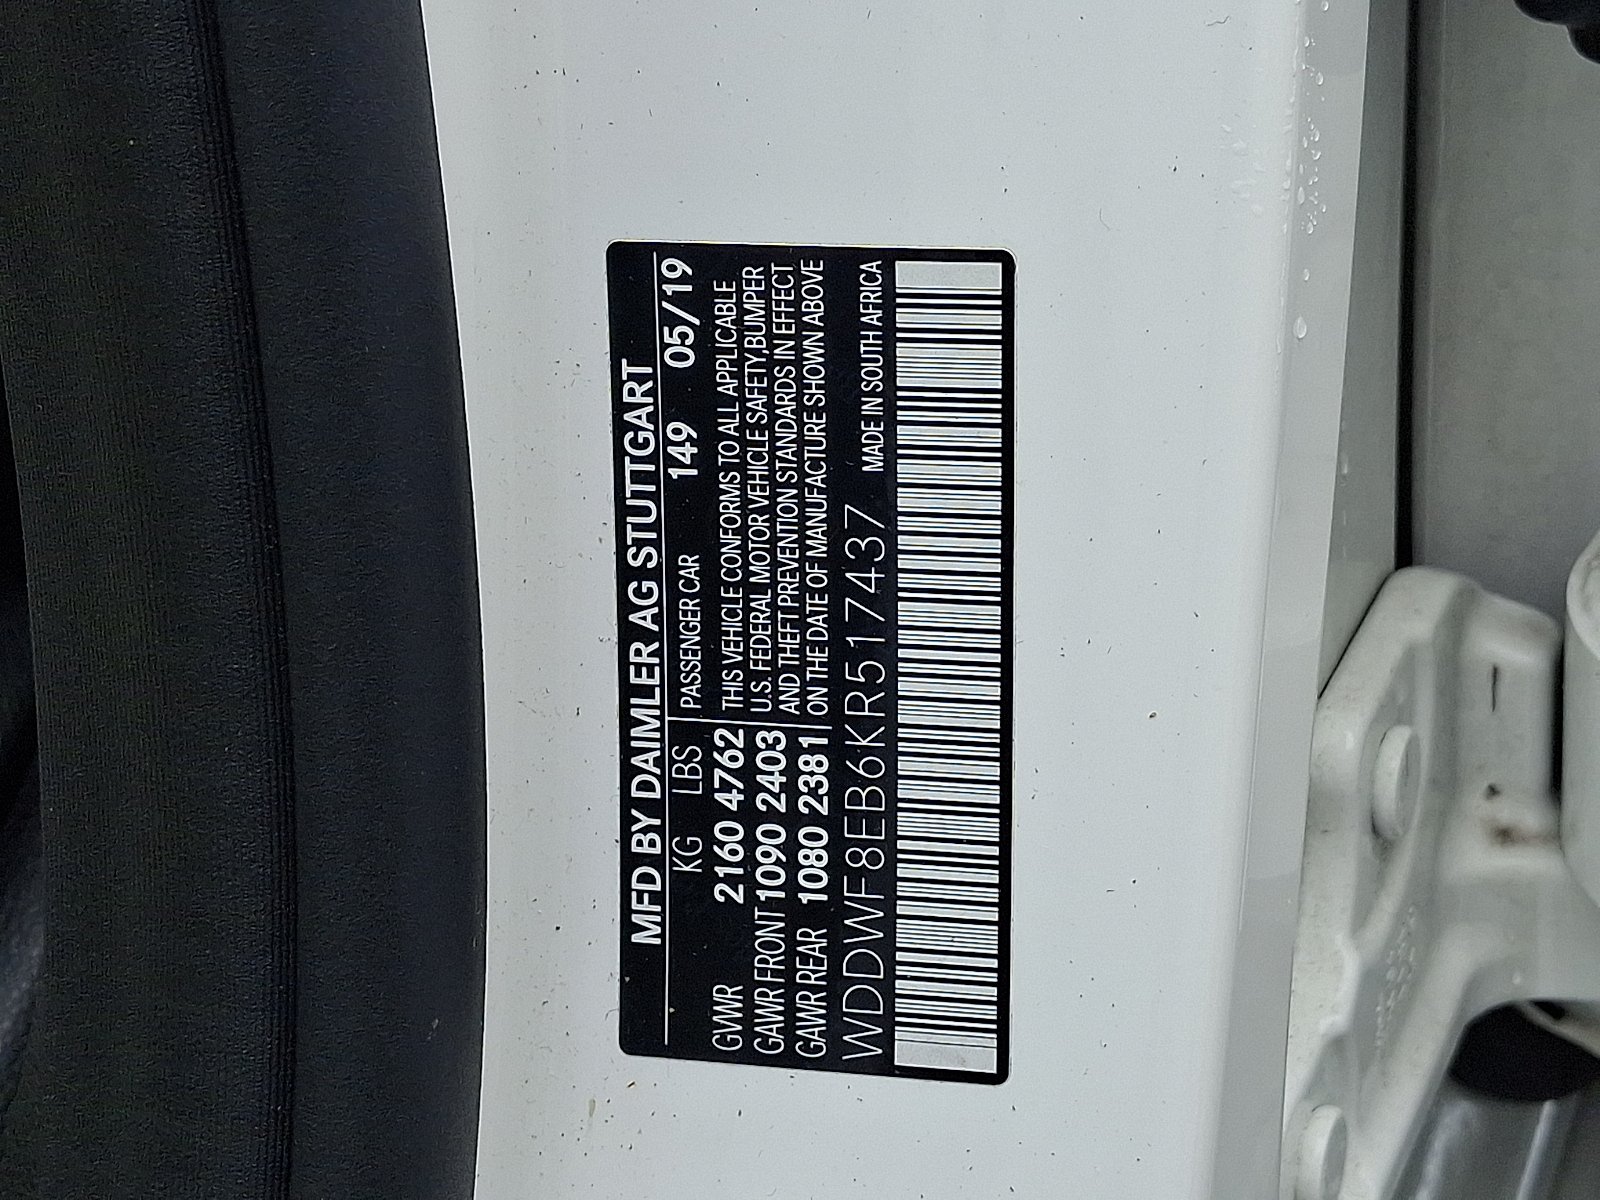 MFD BY DAIMLER AG STUTTGART
KG LBS PASSENGER CAR 149 05/19
GVWR 2160 4762 THIS VEHICLE CONFORMS TO ALL APPLICABLE
GAWR FRONT 1090 2403 U.S. FEDERAL MOTOR VEHICLE SAFETY,BUMPER
AND THEFT PREVENTION STANDARDS IN EFFECT
GAWR REAR 1080 2381 ON THE DATE OF MANUFACTURE SHOWN ABOVE
WDDWF8EB6KR517437 MADE IN SOUTH AFRICA